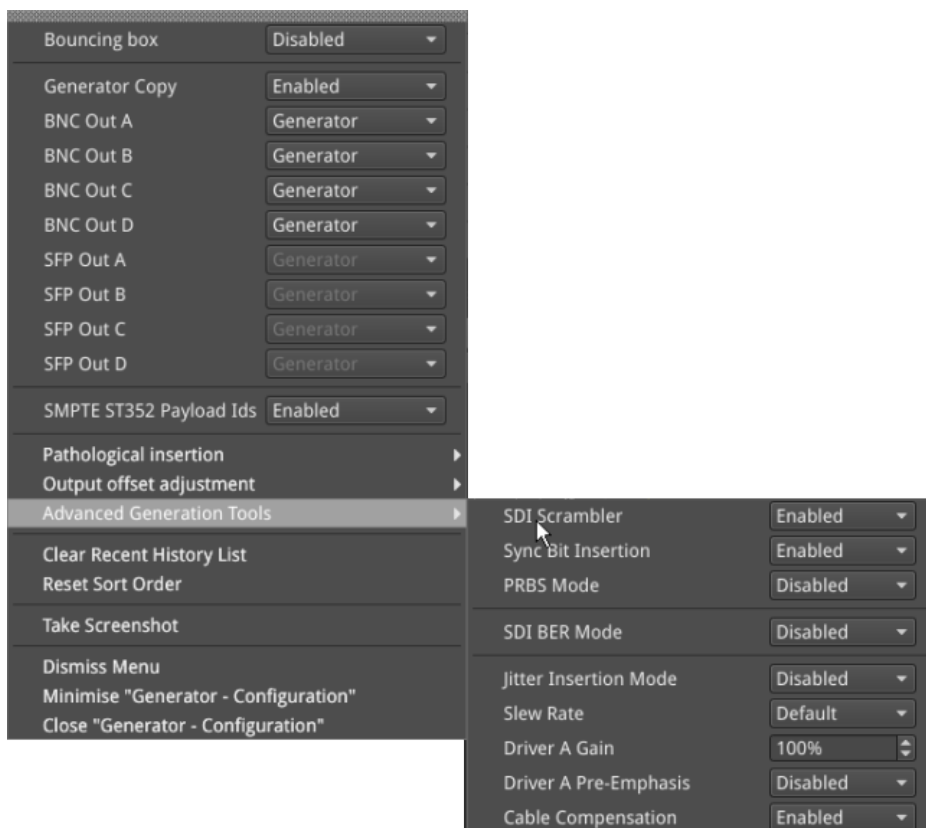 Bouncing box Disabled
Generator Copy Enabled
BNC Out A Generator
BNC Out B Generator
BNC Out C Generator
BNC Out D Generator
SFP Out A Generator
SFP Out B Generator
SFP Out C Generator
SFP Out D Generator
SMPTE ST352 Payload Ids Enabled
Pathological insertion
Output offset adjustment
Advanced Generation Tools
Clear Recent History List
Reset Sort Order
Take Screenshot
Dismiss Menu
Minimise "Generator - Configuration"
Close "Generator - Configuration"
SDI Scrambler Enabled
Sync Bit Insertion Enabled
PRBS Mode Disabled
SDI BER Mode Disabled
Jitter Insertion Mode Disabled
Slew Rate Default
Driver A Gain 100%
Driver A Pre-Emphasis Disabled
Cable Compensation Enabled